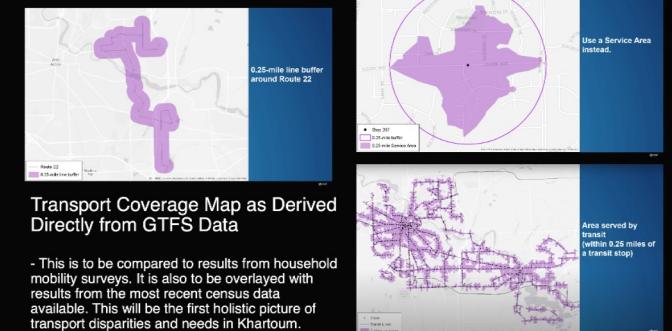 0.25-mile line buffer
around Route 22
Route 22
0.25-mile line buffer
Transport Coverage Map as Derived
Directly from GTFS Data
- This is to be compared to results from household
mobility surveys. It is also to be overlayed with
results from the most recent census data
available. This will be the first holistic picture of
transport disparities and needs in Khartoum.
Use a Service Area
instead.
0.25-mile buffer
0.25-mile Service Area
Area served by
transit
(within 0.25 miles of
a transit stop)